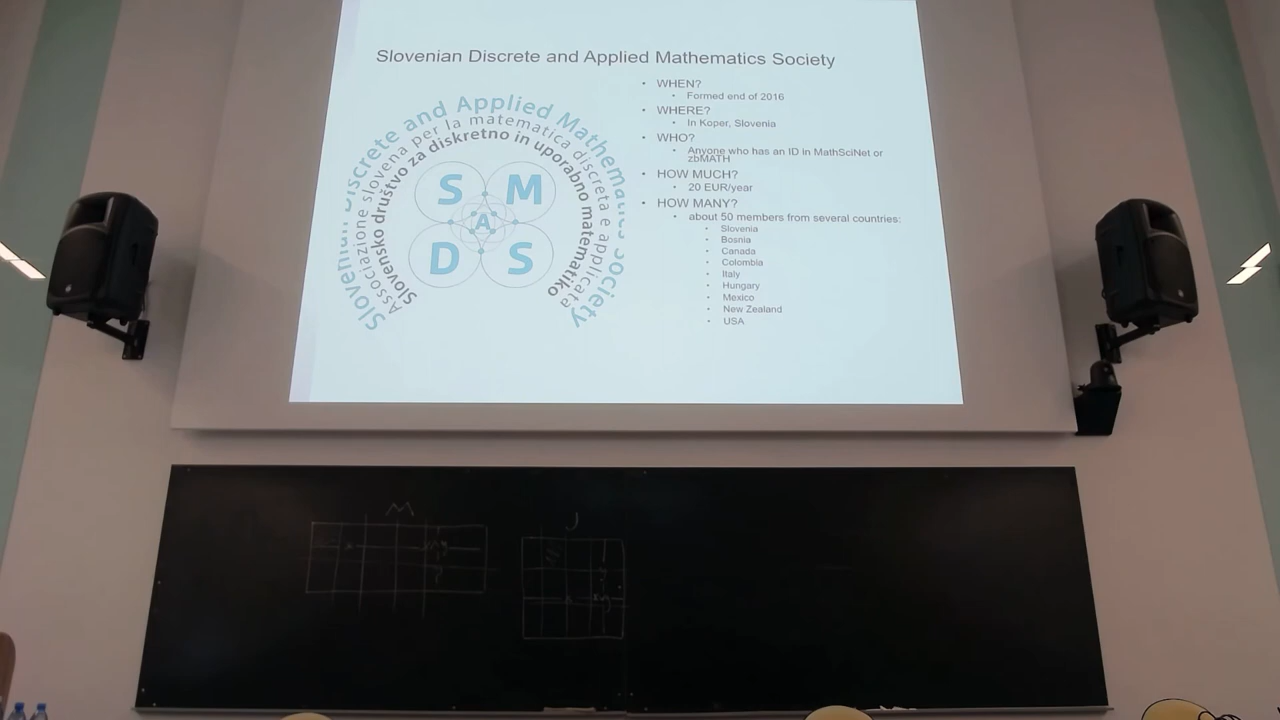 Slovenian Discrete and Applied Mathematics Society
Slovenian Discrete and Applied Mathematics Society
Associazione slovena per la matematica discreta e applicata
Slovensko društvo za diskretno in uporabno matematiko
S M
A
D S
• WHEN?
• Formed end of 2016
• WHERE?
• In Koper, Slovenia
• WHO?
• Anyone who has an ID in MathSciNet or
zbMATH
• HOW MUCH?
• 20 EUR/year
• HOW MANY?
• about 50 members from several countries:
• Slovenia
• Bosnia
• Canada
• Colombia
• Italy
• Hungary
• Mexico
• New Zealand
• USA
M
J